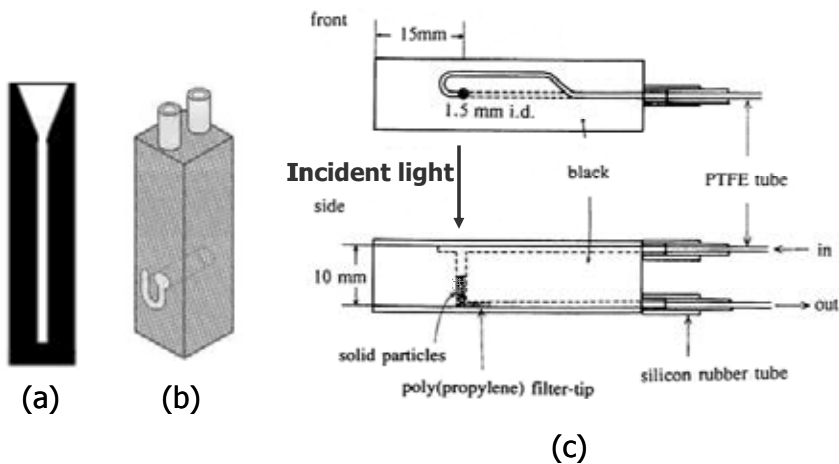 front
15mm
1.5 mm i.d.
Incident light
black
PTFE tube
side
in
10 mm
out
solid particles
silicon rubber tube
poly(propylene) filter-tip
(a)
(b)
(c)